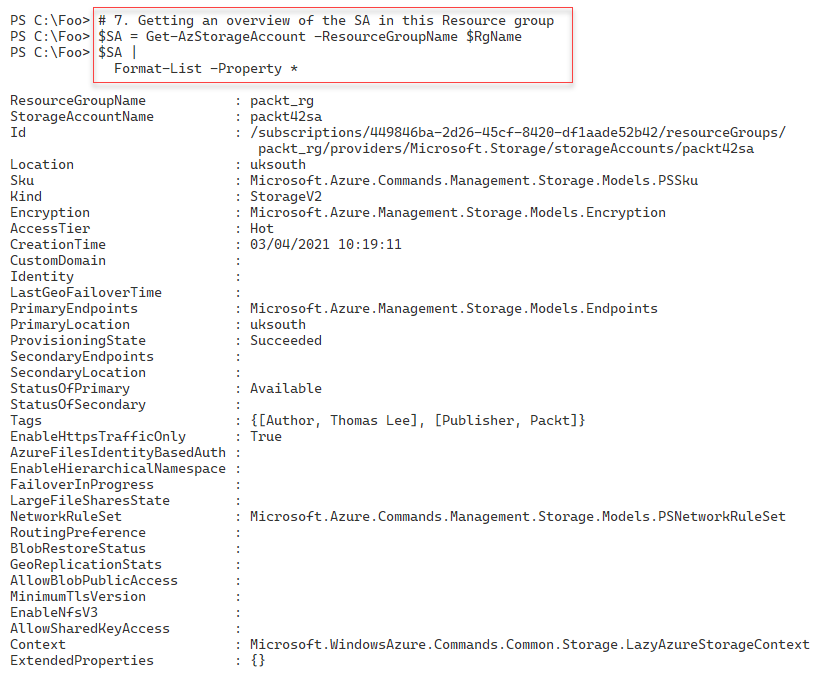 PS C:\Foo> # 7. Getting an overview of the SA in this Resource group
PS C:\Foo> $SA = Get-AzStorageAccount -ResourceGroupName $RgName
PS C:\Foo> $SA |
             Format-List -Property *
ResourceGroupName           : packt_rg
StorageAccountName          : packt42sa
Id                          : /subscriptions/449846ba-2d26-45cf-8420-df1aade52b42/resourceGroups/
                               packt_rg/providers/Microsoft.Storage/storageAccounts/packt42sa
Location                    : uksouth
Sku                         : Microsoft.Azure.Commands.Management.Storage.Models.PSSku
Kind                        : StorageV2
Encryption                  : Microsoft.Azure.Management.Storage.Models.Encryption
AccessTier                  : Hot
CreationTime                : 03/04/2021 10:19:11
CustomDomain                :
Identity                    :
LastGeoFailoverTime         :
PrimaryEndpoints            : Microsoft.Azure.Management.Storage.Models.Endpoints
PrimaryLocation             : uksouth
ProvisioningState           : Succeeded
SecondaryEndpoints          :
SecondaryLocation           :
StatusOfPrimary             : Available
StatusOfSecondary           :
Tags                        : {[Author, Thomas Lee], [Publisher, Packt]}
EnableHttpsTrafficOnly      : True
AzureFilesIdentityBasedAuth :
EnableHierarchicalNamespace :
FailoverInProgress          :
LargeFileSharesState        :
NetworkRuleSet              : Microsoft.Azure.Commands.Management.Storage.Models.PSNetworkRuleSet
RoutingPreference           :
BlobRestoreStatus           :
GeoReplicationStats         :
AllowBlobPublicAccess       :
MinimumTlsVersion           :
EnableNfsV3                 :
AllowSharedKeyAccess        :
Context                     : Microsoft.WindowsAzure.Commands.Common.Storage.LazyAzureStorageContext
ExtendedProperties          : {}